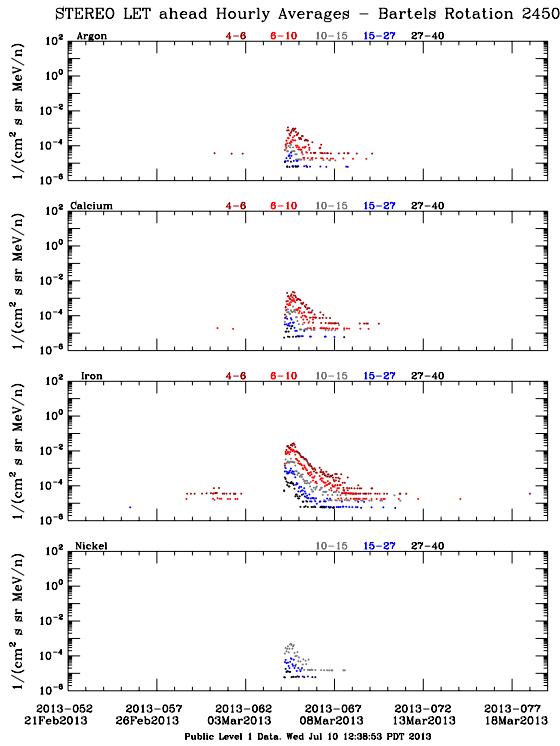 STEREO LET ahead Hourly Averages - Bartels Rotation 2450
Argon 4-6 6-10 10-15 15-27 27-40
10^2
10^0
10^-2
10^-4
10^-6
1/(cm^2 s sr MeV/n)
Calcium 4-6 6-10 10-15 15-27 27-40
10^2
10^0
10^-2
10^-4
10^-6
1/(cm^2 s sr MeV/n)
Iron 4-6 6-10 10-15 15-27 27-40
10^2
10^0
10^-2
10^-4
10^-6
1/(cm^2 s sr MeV/n)
Nickel 10-15 15-27 27-40
10^2
10^0
10^-2
10^-4
10^-6
1/(cm^2 s sr MeV/n)
2013-052 2013-057 2013-062 2013-067 2013-072 2013-077
21Feb2013 26Feb2013 03Mar2013 08Mar2013 13Mar2013 18Mar2013
Public Level 1 Data. Wed Jul 10 12:38:53 PDT 2013